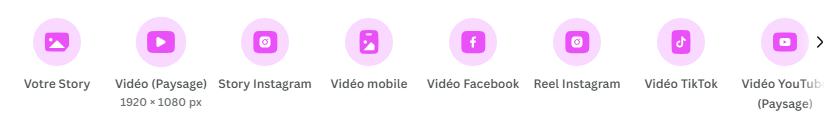 Votre Story
Vidéo (Paysage)
1920 × 1080 px
Story Instagram
Vidéo mobile
Vidéo Facebook
Reel Instagram
Vidéo TikTok
Vidéo YouTube
(Paysage)